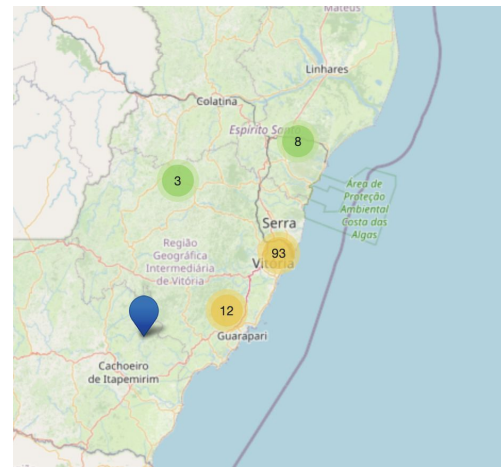 Mateus
Linhares
Colatina
Espírito Sa
8
3
Área de
Proteção
Ambiental
Costa das
Algas
Serra
Região
Geográfica
Intermediária
de Vitória
93
Vitória
12
Guarapari
Cachoeiro
de Itapemirim